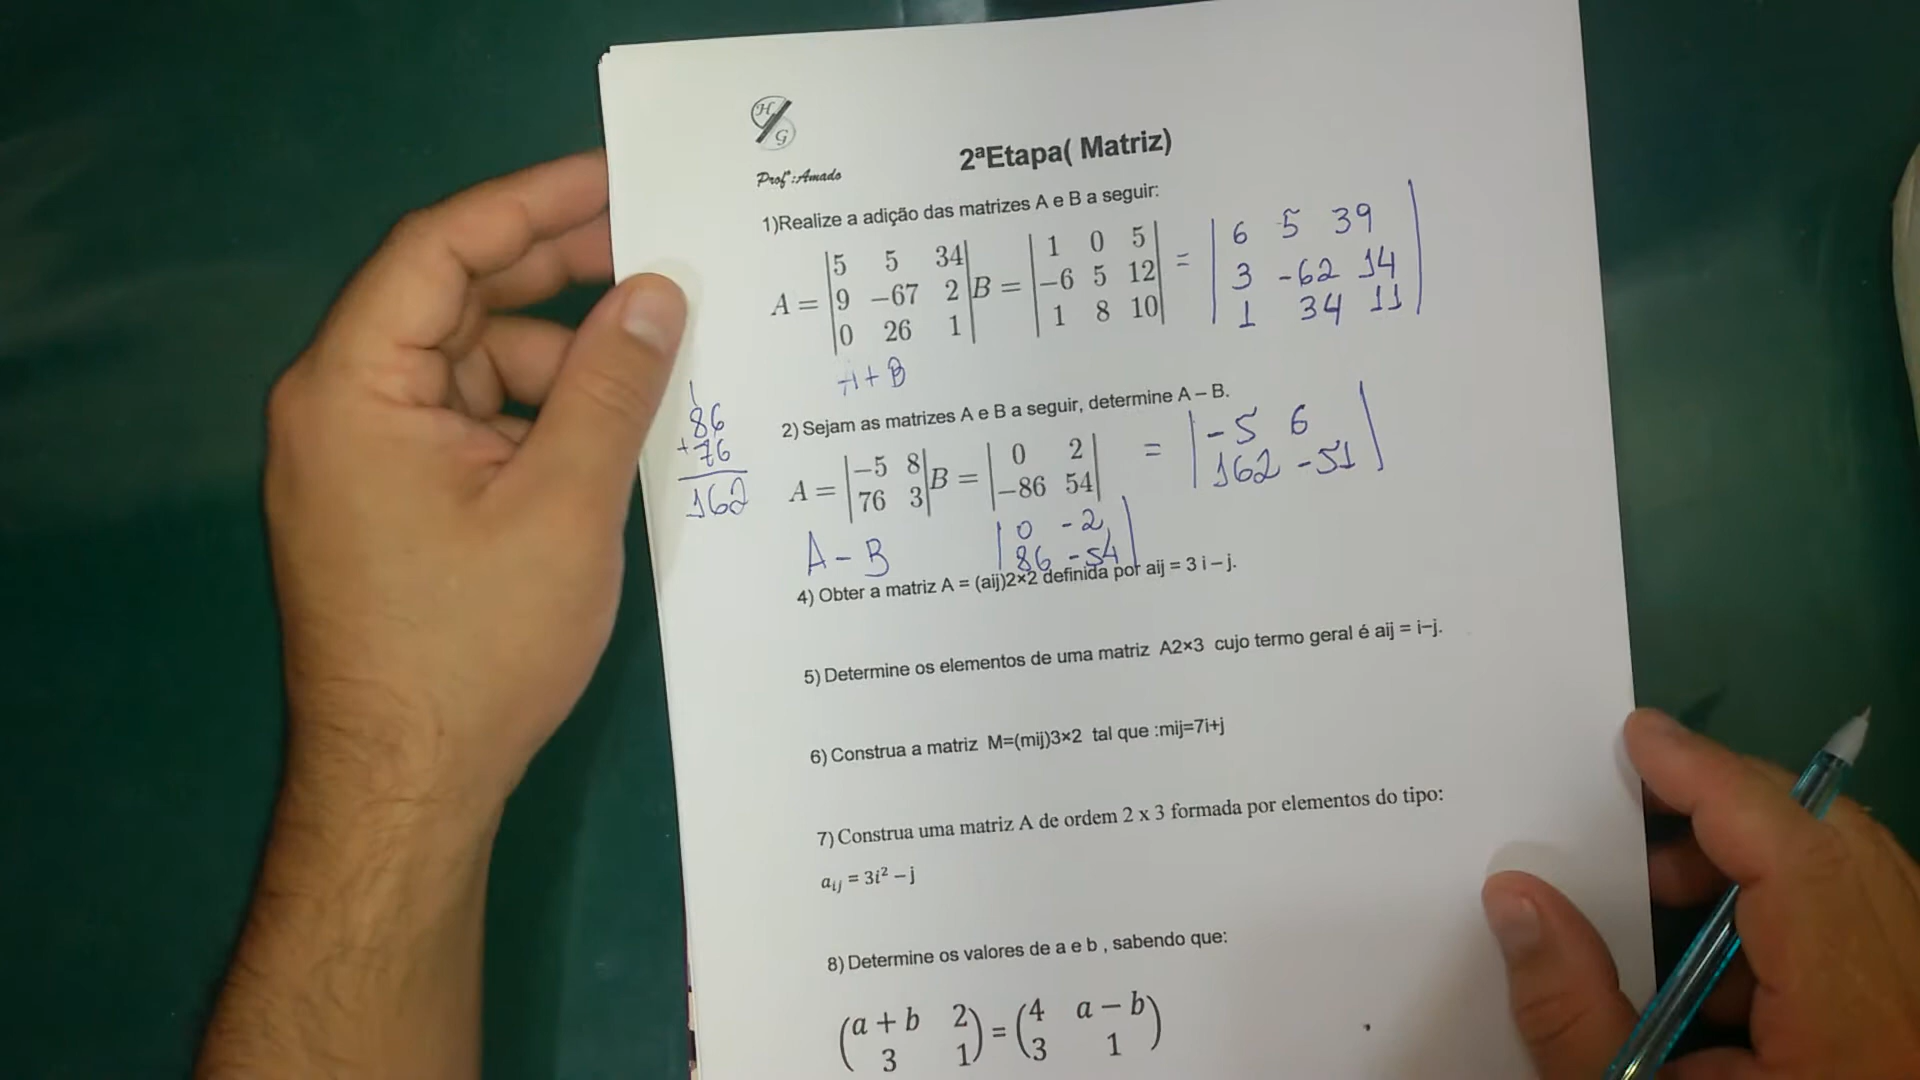 H
G
Profº:Amado
2ªEtapa( Matriz)
1)Realize a adição das matrizes A e B a seguir:
A = |5 5 34| B = |1 0 5| = |6 5 39|
|9 -67 2| |-6 5 12| |3 -62 14|
|0 26 1| |1 8 10| |1 34 11|
A+B
2) Sejam as matrizes A e B a seguir, determine A – B.
1
86
+76
162
A = |-5 8| B = |0 2| = |-5 6|
|76 3| |-86 54| |162 -51|
A-B
|0 -2|
|86 -54|
4) Obter a matriz A = (aij)2×2 definida por aij = 3 i – j.
5) Determine os elementos de uma matriz A2×3 cujo termo geral é aij = i–j.
6) Construa a matriz M=(mij)3×2 tal que :mij=7i+j
7) Construa uma matriz A de ordem 2 x 3 formada por elementos do tipo:
aij = 3i² – j
8) Determine os valores de a e b , sabendo que:
(a + b 2) = (4 a − b)
(3 1) (3 1)